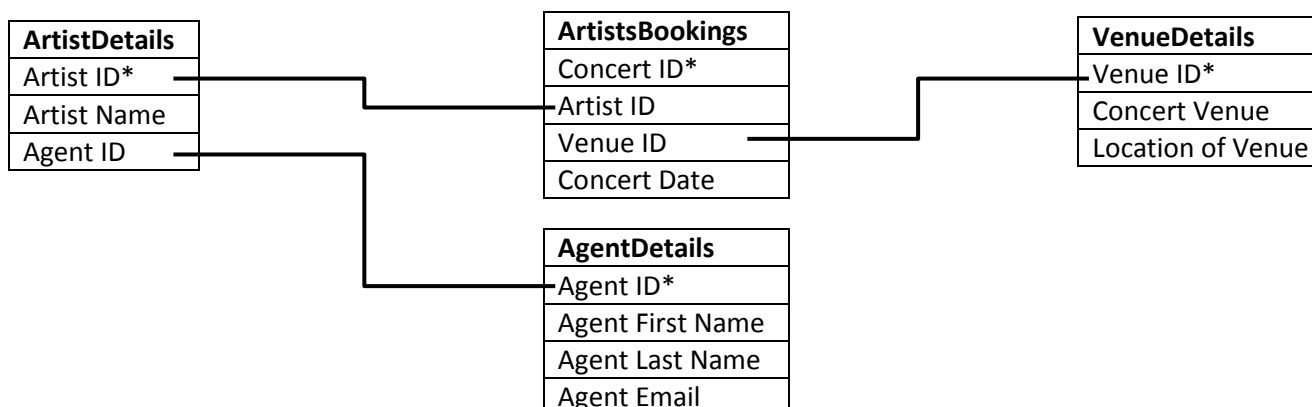 ArtistDetails
Artist ID*
Artist Name
Agent ID
ArtistsBookings
Concert ID*
Artist ID
Venue ID
Concert Date
VenueDetails
Venue ID*
Concert Venue
Location of Venue
AgentDetails
Agent ID*
Agent First Name
Agent Last Name
Agent Email